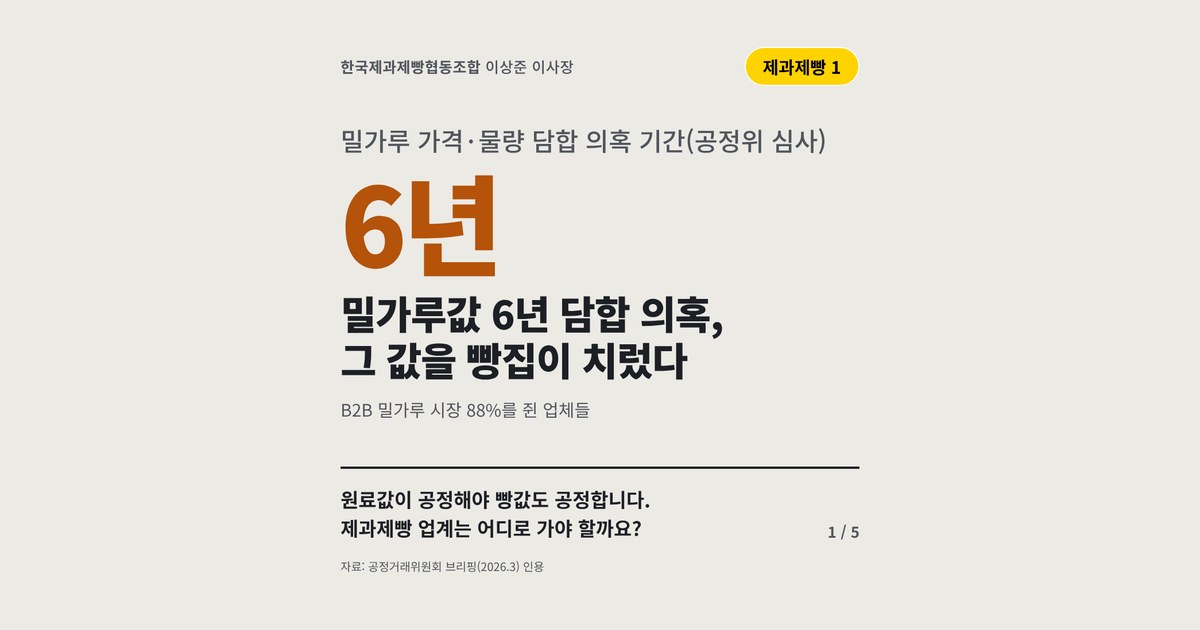 한국제과제빵협동조합 이상준 이사장
제과제빵 1
밀가루 가격·물량 담합 의혹 기간(공정위 심사)
6년
밀가루값 6년 담합 의혹,
그 값을 빵집이 치렀다
B2B 밀가루 시장 88%를 쥔 업체들
원료값이 공정해야 빵값도 공정합니다.
제과제빵 업계는 어디로 가야 할까요?
1 / 5
자료: 공정거래위원회 브리핑(2026.3) 인용